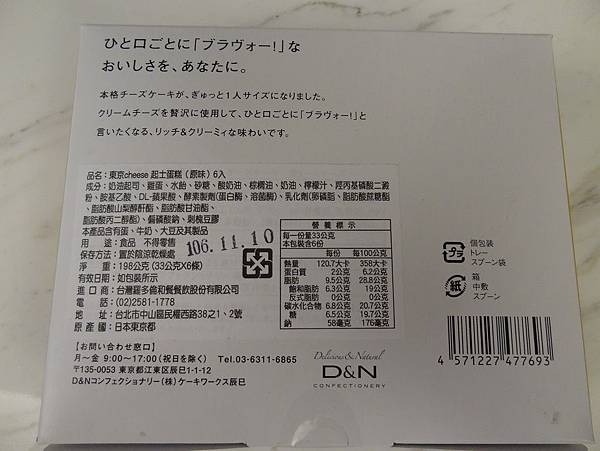 ひと口ごとに「ブラヴォー!」な
おいしさを、あなたに。
本格チーズケーキが、ぎゅっと1人サイズになりました。
クリームチーズを贅沢に使用して、ひと口ごとに「ブラヴォー!」と
言いたくなる、リッチ&クリーミィな味わいです。
品名:東京cheese 起士蛋糕(原味)6入
成分:奶油起司、雞蛋、水飴、砂糖、酸奶油、棕櫚油、奶油、檸檬汁、羥丙基磷酸二澱
粉、胺基乙酸、DL-蘋果酸、酵素製劑(蛋白酶、溶菌酶)、乳化劑(卵磷脂、脂肪酸蔗糖酯
、脂肪酸山梨醇酐酯、脂肪酸甘油酯、
脂肪酸丙二醇酯)、偏磷酸鈉、刺槐豆膠
本產品含有蛋、牛奶、大豆及其製品
用 途:食品 不得零售
保存方法:置於陰涼乾燥處
淨 重:198公克(33公克X6條)
有效日期:如包裝所示
進 口 商:台灣羅多倫和餐餐飲股份有限公司
電 話:(02)2581-1778
地 址:台北市中山區民權西路38之1、2號
原 產 國:日本東京都
106.11.10
營 養 標 示
每一份量33公克
本包裝含6份
每份 每100公克
熱量 120.7大卡 358大卡
蛋白質 2公克 6.2公克
脂肪 9.5公克 28.8公克
飽和脂肪 6.3公克 19公克
反式脂肪 0公克 0公克
碳水化合物 6.8公克 20.7公克
糖 6.5公克 19.7公克
鈉 58毫克 176毫克
プラ
個包装
トレー
スプーン袋
紙
箱
中敷
スプーン
【お問い合わせ窓口】
月~金 9:00~17:00(祝日を除く) Tel.03-6311-6865
〒135-0053 東京都江東区辰巳1-1-12
D&Nコンフェクショナリー(株)ケーキワークス辰巳
Delicious & Natural
D&N
CONFECTIONERY
4 571227 477693